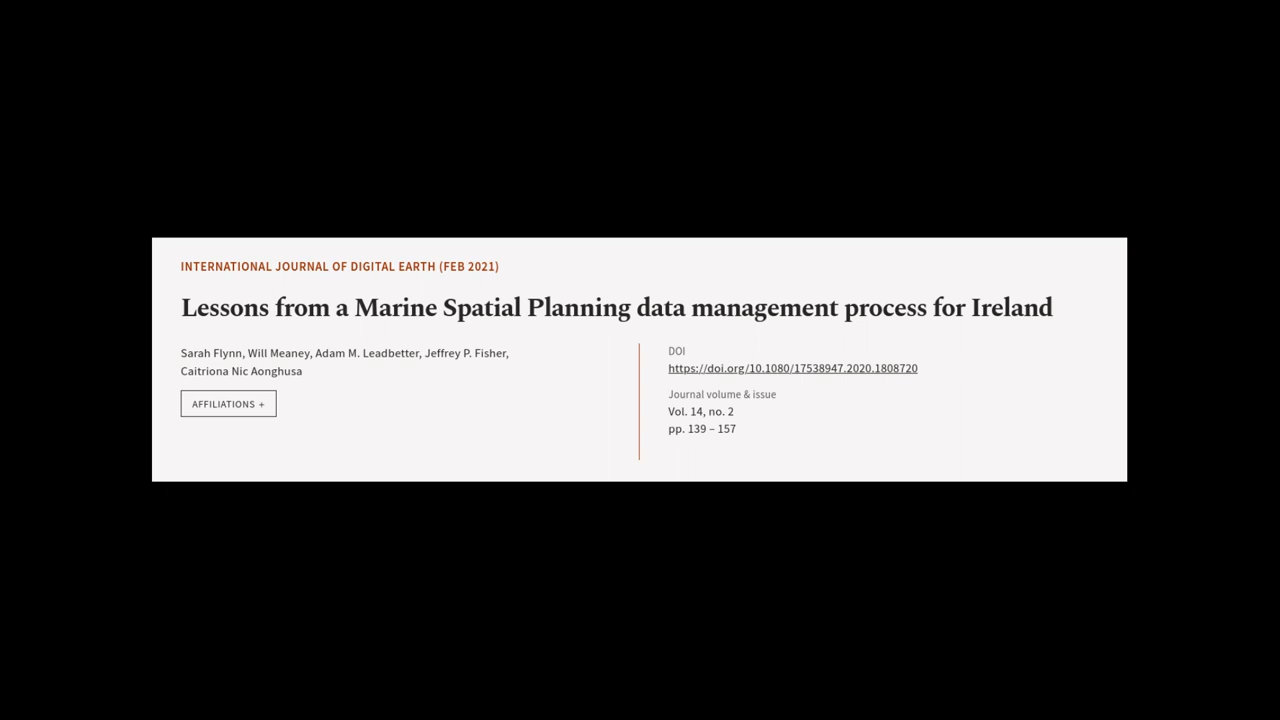 INTERNATIONAL JOURNAL OF DIGITAL EARTH (FEB 2021)
Lessons from a Marine Spatial Planning data management process for Ireland
Sarah Flynn, Will Meaney, Adam M. Leadbetter, Jeffrey P. Fisher,
Caitriona Nic Aonghusa
AFFILIATIONS +
DOI
https://doi.org/10.1080/17538947.2020.1808720
Journal volume & issue
Vol. 14, no. 2
pp. 139 – 157